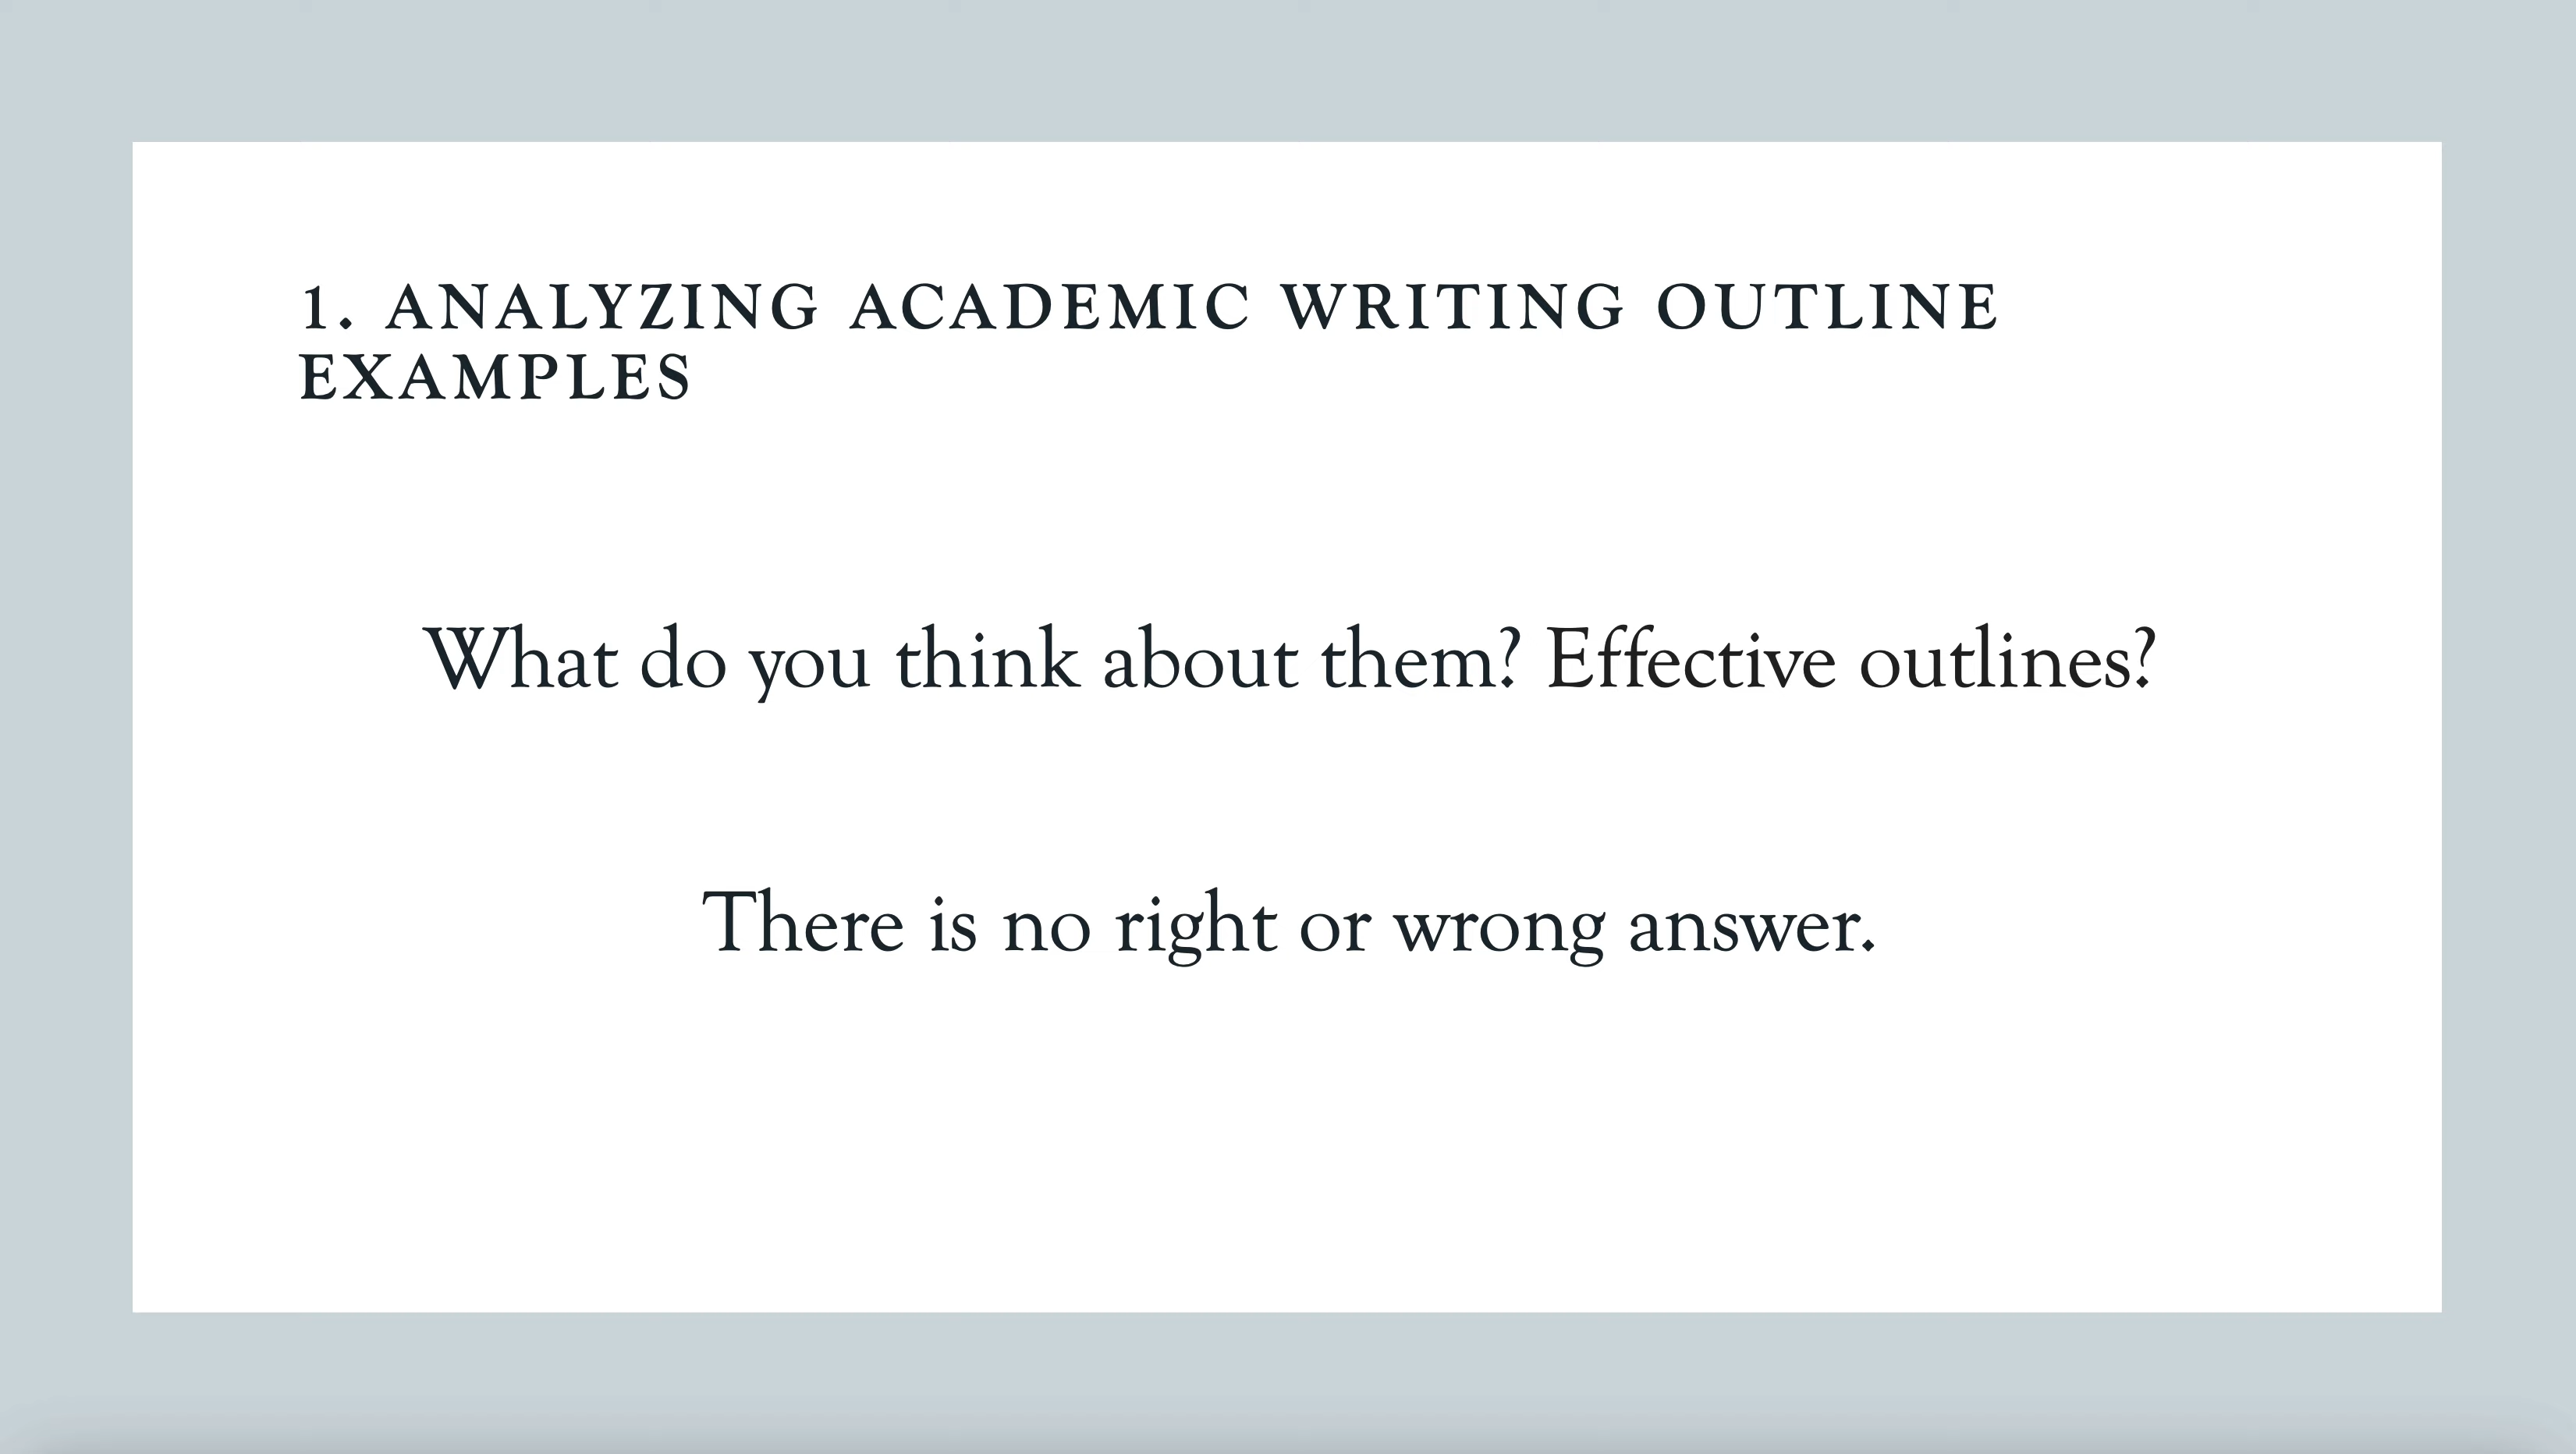 1. ANALYZING ACADEMIC WRITING OUTLINE
EXAMPLES
What do you think about them? Effective outlines?
There is no right or wrong answer.